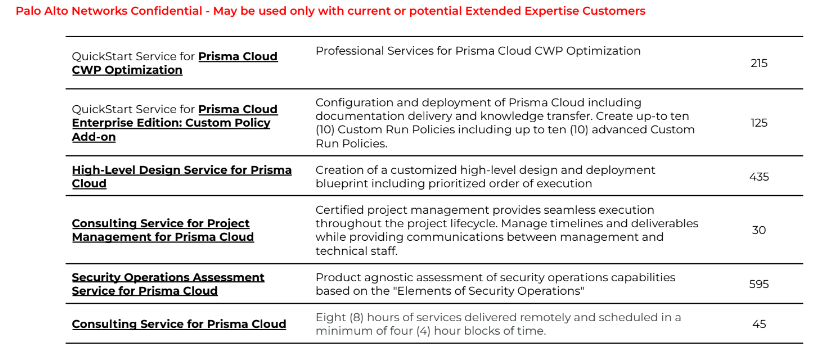 Palo Alto Networks Confidential - May be used only with current or potential Extended Expertise Customers
QuickStart Service for Prisma Cloud
CWP Optimization
Professional Services for Prisma Cloud CWP Optimization
215
QuickStart Service for Prisma Cloud
Enterprise Edition: Custom Policy
Add-on
Configuration and deployment of Prisma Cloud including
documentation delivery and knowledge transfer. Create up-to ten
(10) Custom Run Policies including up to ten (10) advanced Custom
Run Policies.
125
High-Level Design Service for Prisma
Cloud
Creation of a customized high-level design and deployment
blueprint including prioritized order of execution
435
Consulting Service for Project
Management for Prisma Cloud
Certified project management provides seamless execution
throughout the project lifecycle. Manage timelines and deliverables
while providing communications between management and
technical staff.
30
Security Operations Assessment
Service for Prisma Cloud
Product agnostic assessment of security operations capabilities
based on the "Elements of Security Operations"
595
Consulting Service for Prisma Cloud
Eight (8) hours of services delivered remotely and scheduled in a
minimum of four (4) hour blocks of time.
45